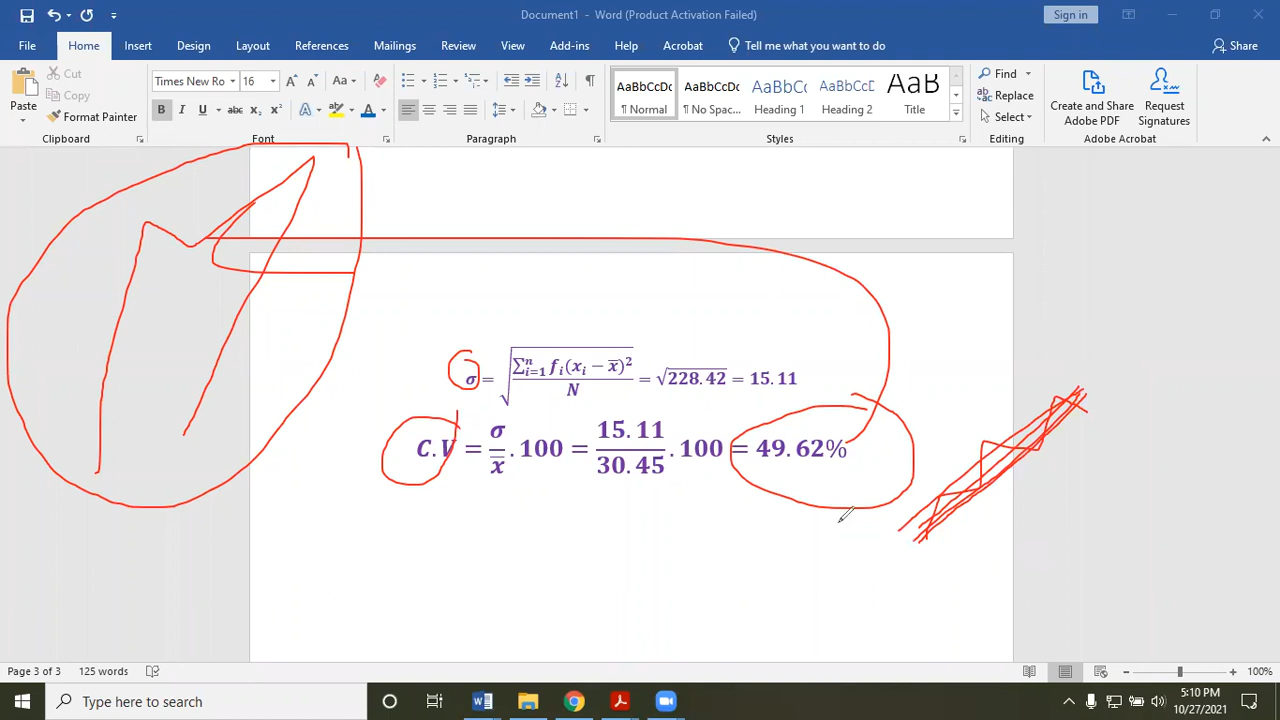 Document1 - Word (Product Activation Failed)
Sign in
File Home Insert Design Layout References Mailings Review View Add-ins Help Acrobat Tell me what you want to do Share
Paste
Cut
Copy
Format Painter
Clipboard
Times New Ro 16
B I U abc x₂ x²
Font
Paragraph
AaBbCcDc AaBbCcDc AaBbCc AaBbCcD AaB
¶ Normal ¶ No Spac... Heading 1 Heading 2 Title
Styles
Find
Replace
Select
Editing
Create and Share Adobe PDF
Request Signatures
Adobe Acrobat
σ = √(∑ⁿᵢ₌₁ fᵢ(xᵢ − x̅)² / N) = √228.42 = 15.11
C.V = σ/x̅ . 100 = 15.11/30.45 . 100 = 49.62%
Page 3 of 3 125 words 100%
Type here to search
5:10 PM
10/27/2021